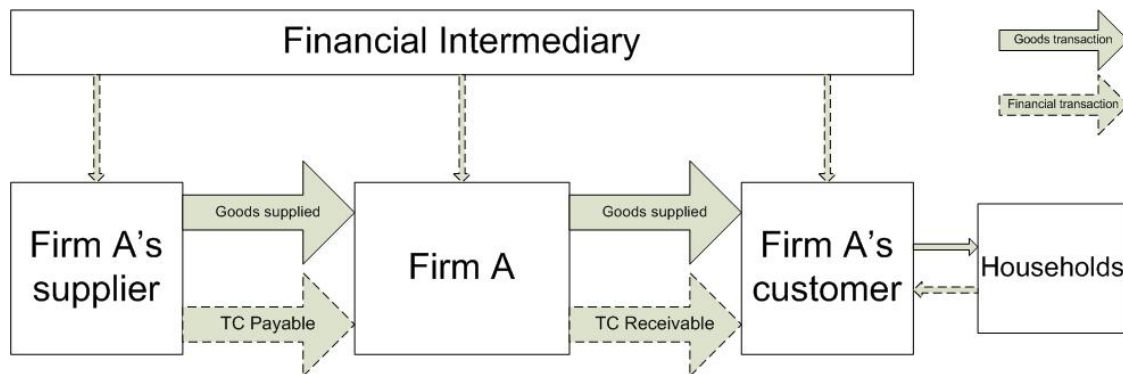 Financial Intermediary
Goods transaction
Financial transaction
Firm A's
supplier
Goods supplied
TC Payable
Firm A
Goods supplied
TC Receivable
Firm A's
customer
Households